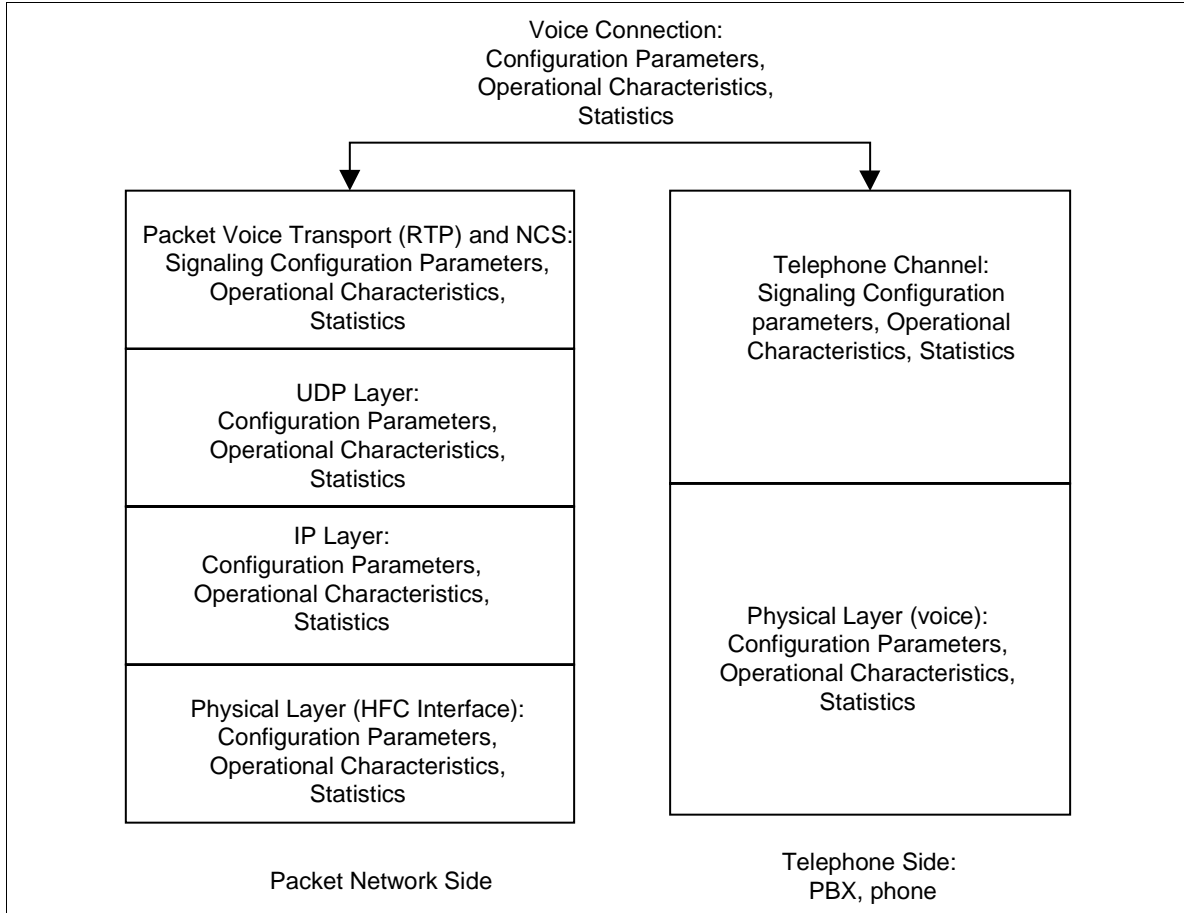 Voice Connection:
Configuration Parameters,
Operational Characteristics,
Statistics
Packet Voice Transport (RTP) and NCS:
Signaling Configuration Parameters,
Operational Characteristics,
Statistics
UDP Layer:
Configuration Parameters,
Operational Characteristics,
Statistics
IP Layer:
Configuration Parameters,
Operational Characteristics,
Statistics
Physical Layer (HFC Interface):
Configuration Parameters,
Operational Characteristics,
Statistics
Packet Network Side
Telephone Channel:
Signaling Configuration
parameters, Operational
Characteristics, Statistics
Physical Layer (voice):
Configuration Parameters,
Operational Characteristics,
Statistics
Telephone Side:
PBX, phone